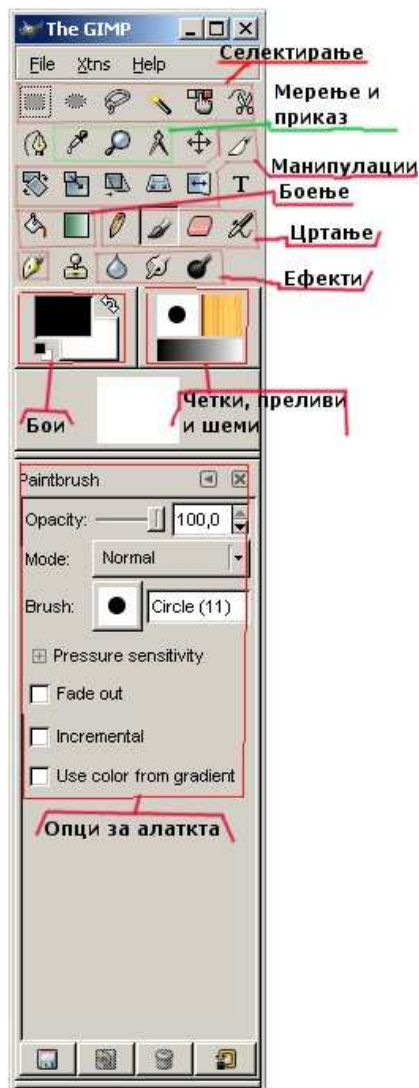 The GIMP
File Xtns Help
Селектирање
Мерење и
приказ
Манипулации
T
Боење
Цртање
Ефекти
Бои
Четки, преливи
и шеми
Paintbrush
Opacity: 100,0
Mode: Normal
Brush: Circle (11)
Pressure sensitivity
Fade out
Incremental
Use color from gradient
Опци за алаткта